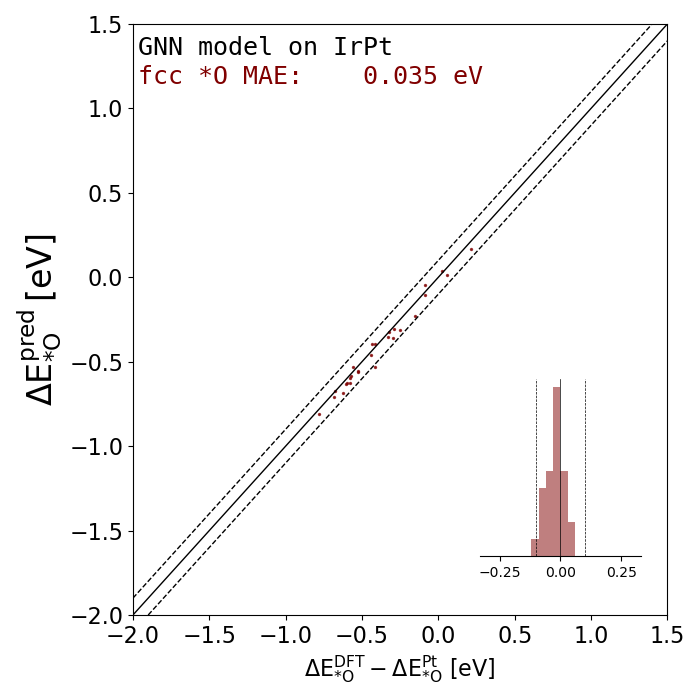 GNN model on IrPt
fcc *O MAE:    0.035 eV
1.5
1.0
0.5
0.0
−0.5
−1.0
−1.5
−2.0
ΔE*O^pred [eV]
−0.25 0.00 0.25
−2.0 −1.5 −1.0 −0.5 0.0 0.5 1.0 1.5
ΔE*O^DFT − ΔE*O^Pt [eV]